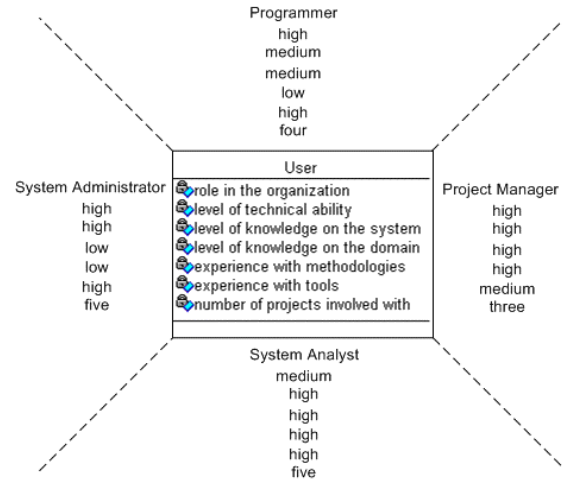 Programmer
high
medium
medium
low
high
four
User
role in the organization
level of technical ability
level of knowledge on the system
level of knowledge on the domain
experience with methodologies
experience with tools
number of projects involved with
System Administrator
high
high
low
low
high
five
Project Manager
high
high
high
high
medium
three
System Analyst
medium
high
high
high
high
five